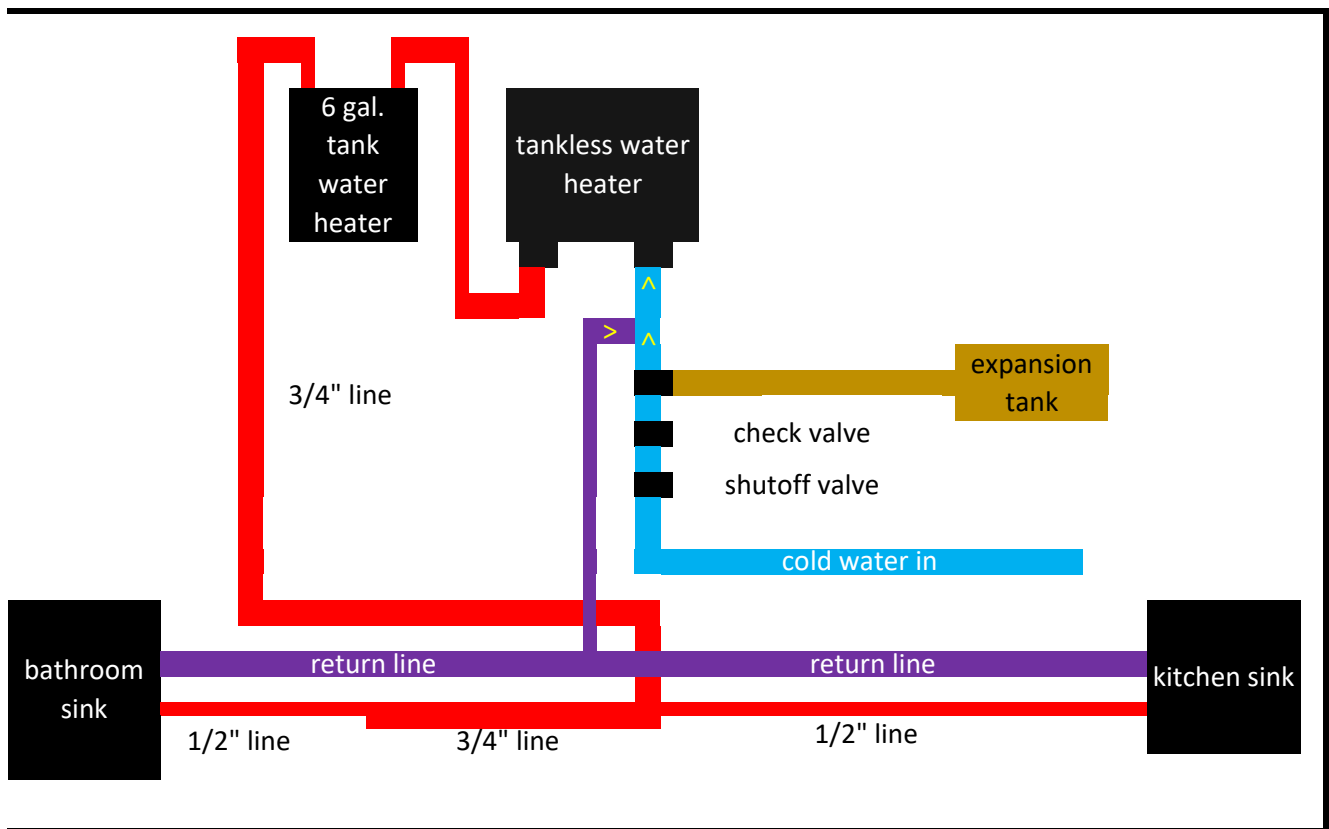 6 gal.
tank
water
heater
tankless water
heater
>
^
^
expansion
tank
3/4" line
check valve
shutoff valve
cold water in
bathroom
sink
return line
return line
kitchen sink
1/2" line
3/4" line
1/2" line